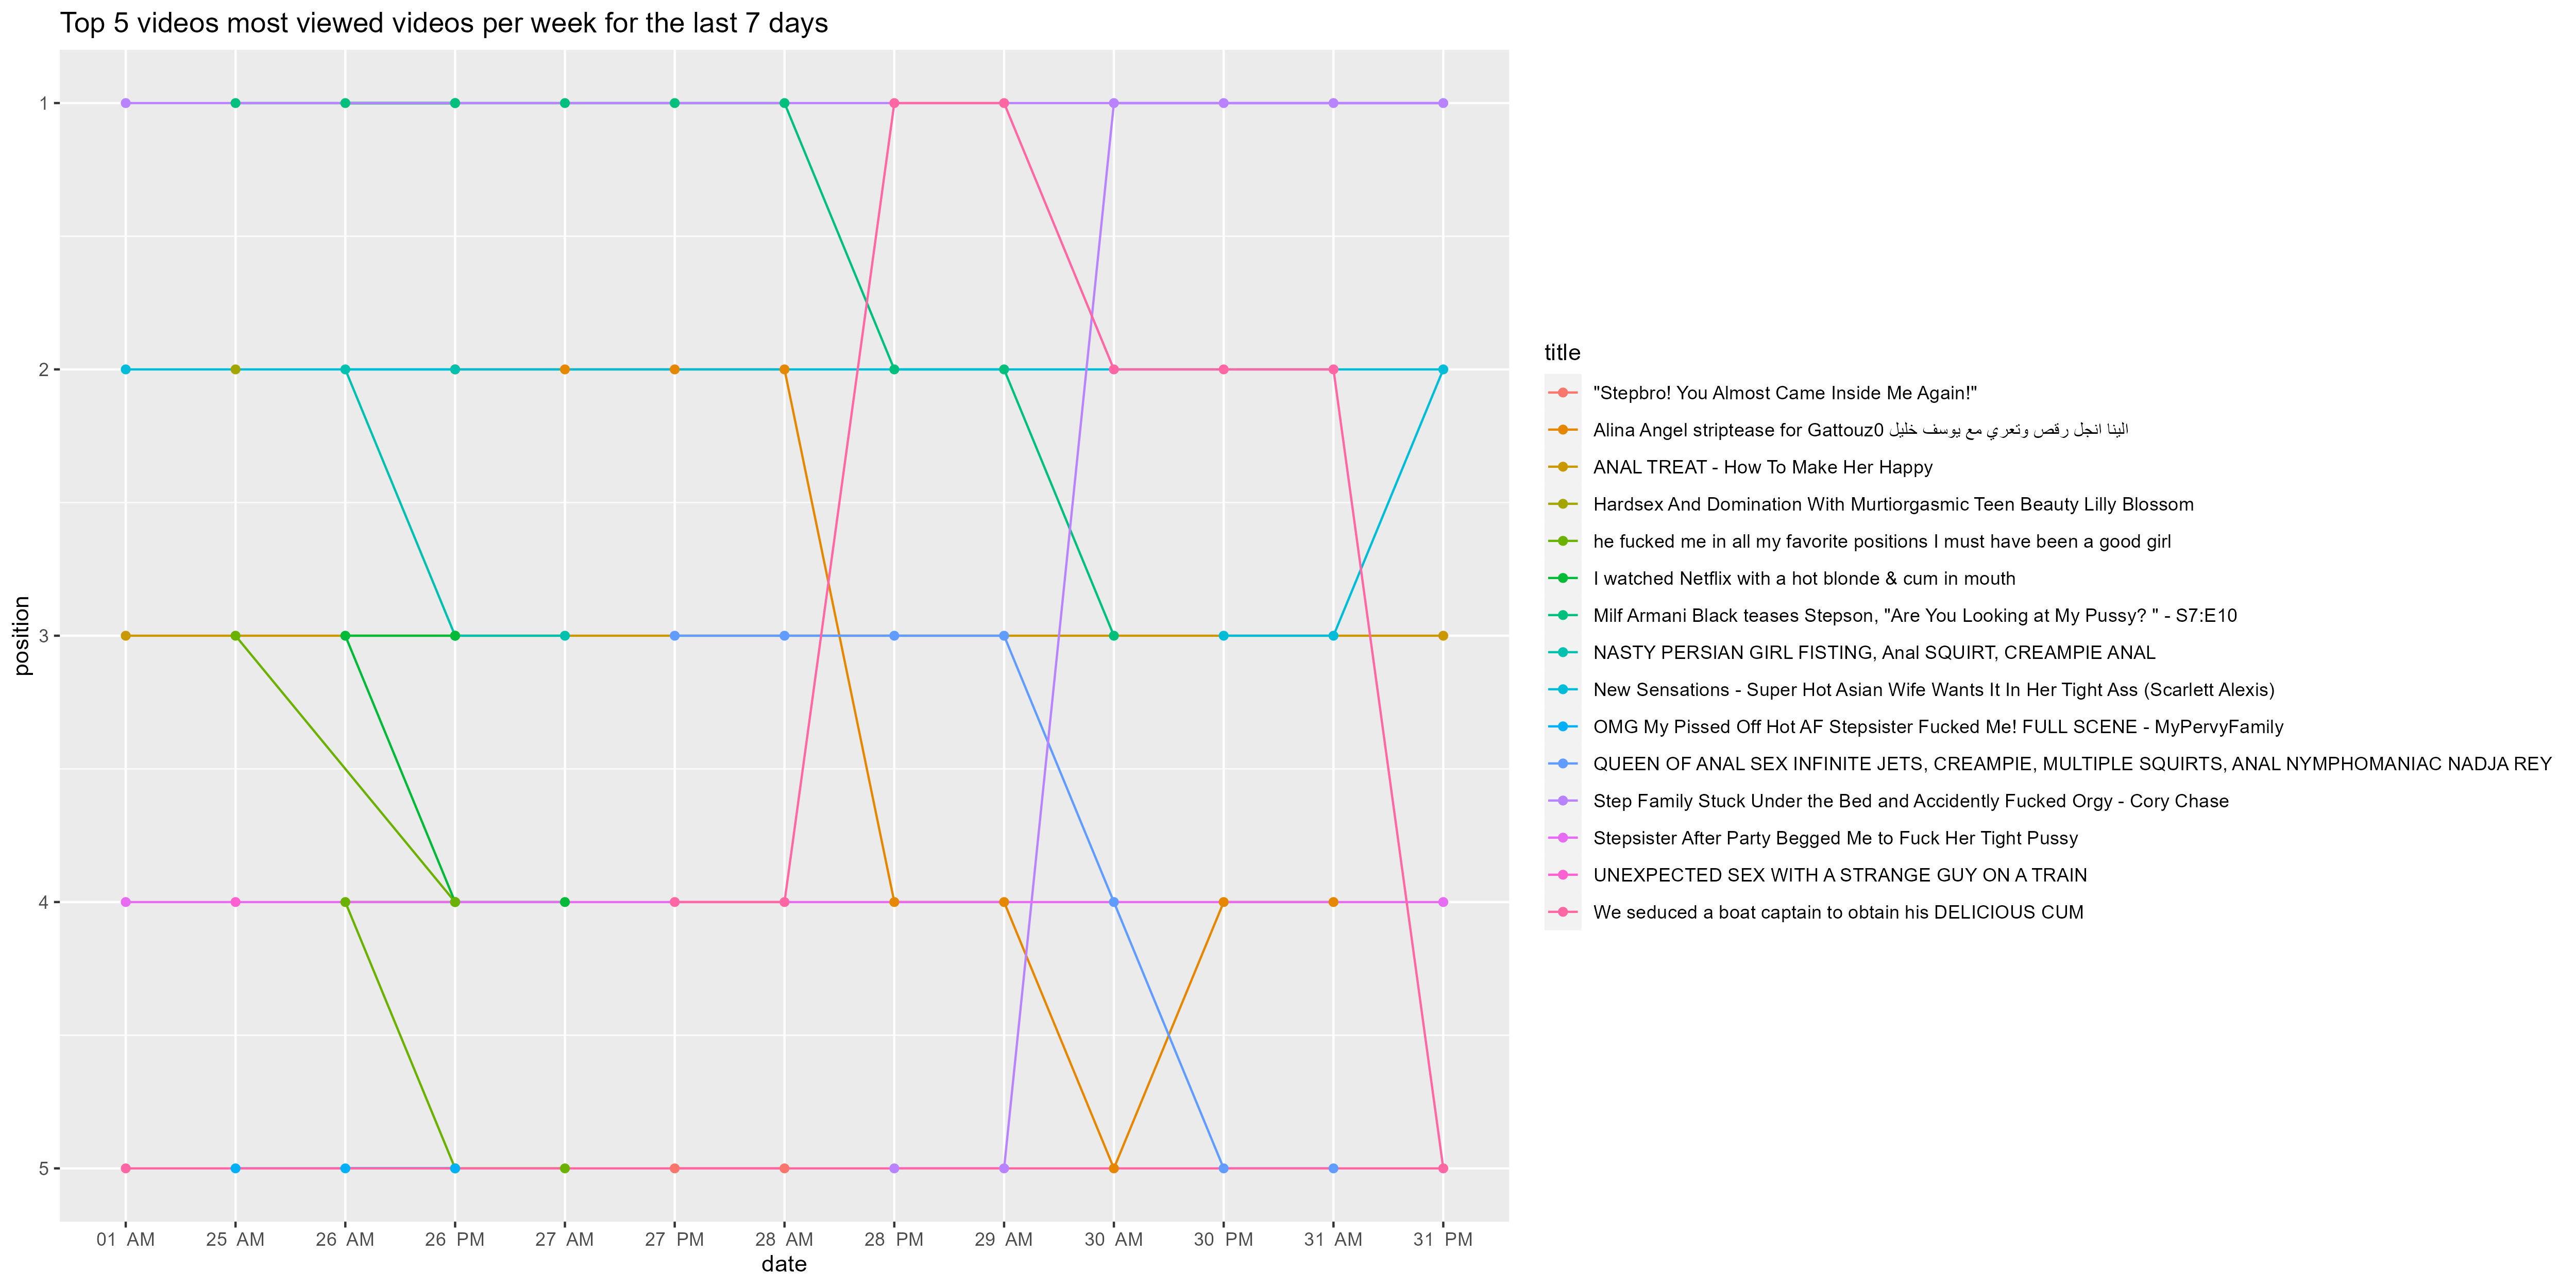 Top 5 videos most viewed videos per week for the last 7 days
position
1
2
3
4
5
01 AM
25 AM
26 AM
26 PM
27 AM
27 PM
28 AM
28 PM
29 AM
30 AM
30 PM
31 AM
31 PM
date
title
"Stepbro! You Almost Came Inside Me Again!"
Alina Angel striptease for Gattouz0 الينا انجل رقص وتعري مع يوسف خليل
ANAL TREAT - How To Make Her Happy
Hardsex And Domination With Murtiorgasmic Teen Beauty Lilly Blossom
he fucked me in all my favorite positions I must have been a good girl
I watched Netflix with a hot blonde & cum in mouth
Milf Armani Black teases Stepson, "Are You Looking at My Pussy? " - S7:E10
NASTY PERSIAN GIRL FISTING, Anal SQUIRT, CREAMPIE ANAL
New Sensations - Super Hot Asian Wife Wants It In Her Tight Ass (Scarlett Alexis)
OMG My Pissed Off Hot AF Stepsister Fucked Me! FULL SCENE - MyPervyFamily
QUEEN OF ANAL SEX INFINITE JETS, CREAMPIE, MULTIPLE SQUIRTS, ANAL NYMPHOMANIAC NADJA REY
Step Family Stuck Under the Bed and Accidently Fucked Orgy - Cory Chase
Stepsister After Party Begged Me to Fuck Her Tight Pussy
UNEXPECTED SEX WITH A STRANGE GUY ON A TRAIN
We seduced a boat captain to obtain his DELICIOUS CUM